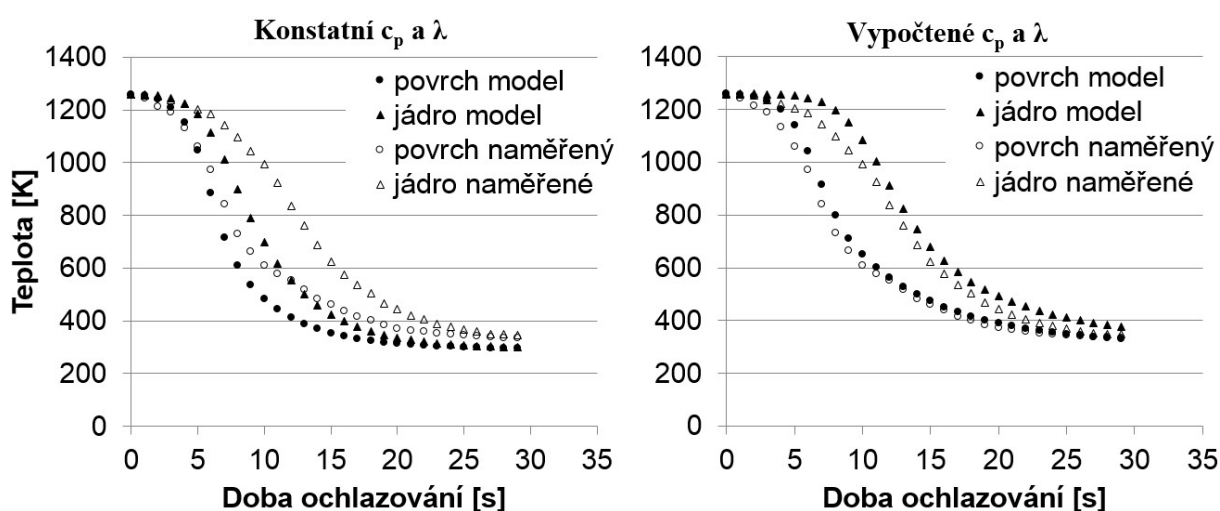 Konstatní cp a λ
1400
1200
1000
800
600
400
200
0
Teplota [K]
povrch model
jádro model
povrch naměřený
jádro naměřené
0 5 10 15 20 25 30 35
Doba ochlazování [s]
Vypočtené cp a λ
1400
1200
1000
800
600
400
200
0
povrch model
jádro model
povrch naměřený
jádro naměřené
0 5 10 15 20 25 30 35
Doba ochlazování [s]